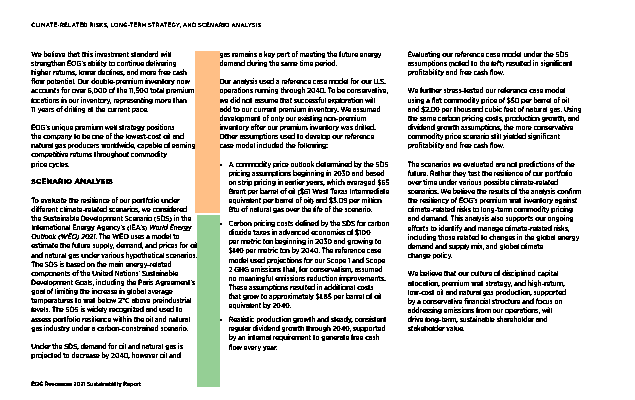 CLIMATE-RELATED RISKS, LONG-TERM STRATEGY, AND SCENARIO ANALYSIS
We believe that this investment standard will
strengthen EOG's ability to continue delivering
higher returns, lower declines, and more free cash
flow potential. Our double-premium inventory now
accounts for over 5,000 of the 11,500 total premium
locations in our inventory, representing more than
11 years of drilling at the current pace.
EOG's unique premium well strategy positions
the company to be one of the lowest-cost oil and
natural gas producers worldwide, capable of earning
competitive returns throughout commodity
price cycles.
SCENARIO ANALYSIS
To evaluate the resilience of our portfolio under
different climate-related scenarios, we considered
the Sustainable Development Scenario (SDS) in the
International Energy Agency's (IEA's) World Energy
Outlook (WEO) 2021. The WEO uses a model to
estimate the future supply, demand, and prices for oil
and natural gas under various hypothetical scenarios.
The SDS is based on the main energy-related
components of the United Nations' Sustainable
Development Goals, including the Paris Agreement's
goal of limiting the increase in global average
temperatures to well below 2°C above preindustrial
levels. The SDS is widely recognized and used to
assess portfolio resilience within the oil and natural
gas industry under a carbon-constrained scenario.
Under the SDS, demand for oil and natural gas is
projected to decrease by 2040, however oil and
gas remains a key part of meeting the future energy
demand during the same time period.
Our analysis used a reference case model for our U.S.
operations running through 2040. To be conservative,
we did not assume that successful exploration will
add to our current premium inventory. We assumed
development of only our existing non-premium
inventory after our premium inventory was drilled.
Other assumptions used to develop our reference
case model included the following:
• A commodity price outlook determined by the SDS
pricing assumptions beginning in 2030 and based
on strip pricing in earlier years, which averaged $65
Brent per barrel of oil ($61 West Texas Intermediate
equivalent per barrel of oil) and $3.09 per million
Btu of natural gas over the life of the scenario.
• Carbon pricing costs defined by the SDS for carbon
dioxide taxes in advanced economies of $100
per metric ton beginning in 2030 and growing to
$140 per metric ton by 2040. The reference case
model used projections for our Scope 1 and Scope
2 GHG emissions that, for conservatism, assumed
no meaningful emissions reduction improvements.
These assumptions resulted in additional costs
that grow to approximately $1.85 per barrel of oil
equivalent by 2040.
• Realistic production growth and steady, consistent
regular dividend growth through 2040, supported
by an internal requirement to generate free cash
flow every year.
Evaluating our reference case model under the SDS
assumptions (noted to the left) resulted in significant
profitability and free cash flow.
We further stress-tested our reference case model
using a flat commodity price of $50 per barrel of oil
and $2.00 per thousand cubic feet of natural gas. Using
the same carbon pricing costs, production growth, and
dividend growth assumptions, the more conservative
commodity price scenario still yielded significant
profitability and free cash flow.
The scenarios we evaluated are not predictions of the
future. Rather they test the resilience of our portfolio
over time under various possible climate-related
scenarios. We believe the results of the analysis confirm
the resiliency of EOG's premium well inventory against
climate-related risks to long-term commodity pricing
and demand. This analysis also supports our ongoing
efforts to identify and manage climate-related risks,
including those related to changes in the global energy
demand and supply mix, and global climate
change policy.
We believe that our culture of disciplined capital
allocation, premium well strategy, and high-return,
low-cost oil and natural gas production, supported
by a conservative financial structure and focus on
addressing emissions from our operations, will
drive long-term, sustainable shareholder and
stakeholder value.
EOG Resources 2021 Sustainability Report